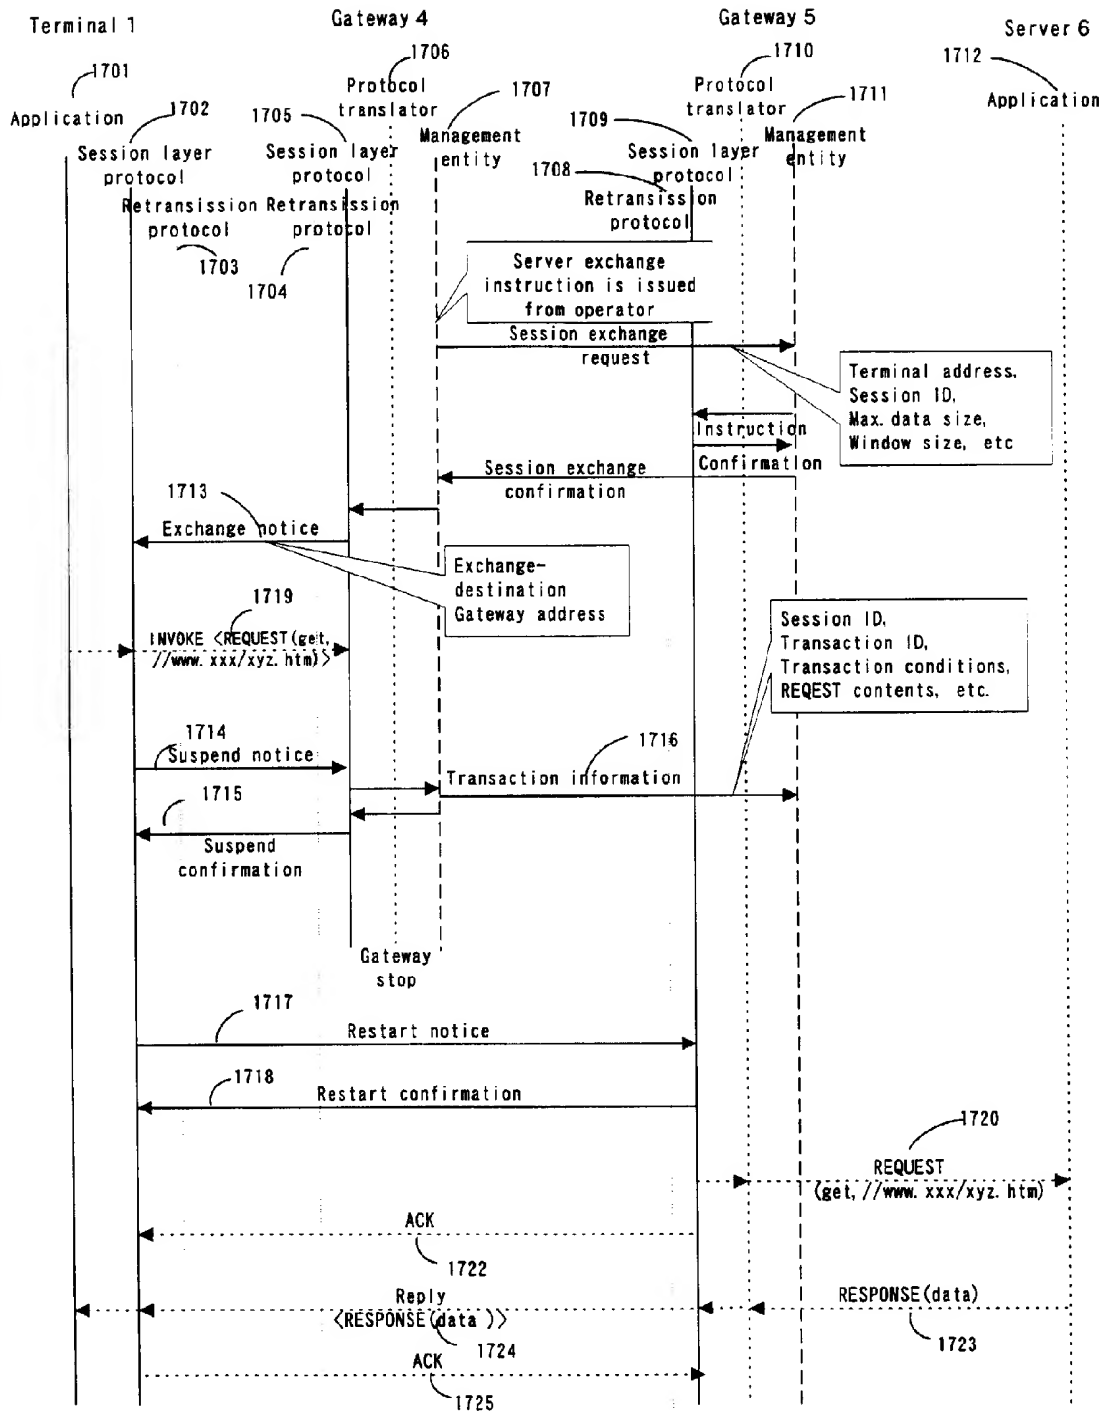 Terminal 1
Gateway 4
Gateway 5
Server 6
1701
1706
1710
1712
Application
1702
1705
Protocol
translator
1707
1709
Protocol
translator
1711
Application
Session layer
protocol
Session layer
protocol
Management
entity
1708
Session layer
protocol
Management
entity
Retransission
protocol
Retransission
protocol
Retransission
protocol
1703
1704
Server exchange
instruction is issued
from operator
Session exchange
request
Terminal address,
Session ID,
Max. data size,
Window size, etc
Instruction
Confirmation
Session exchange
confirmation
1713
Exchange notice
Exchange-
destination
Gateway address
1719
INVOKE <REQUEST(get,
//www.xxx/xyz.htm)>
Session ID,
Transaction ID,
Transaction conditions,
REQEST contents, etc.
1714
Suspend notice
1716
Transaction information
1715
Suspend
confirmation
Gateway
stop
1717
Restart notice
1718
Restart confirmation
1720
REQUEST
(get,//www.xxx/xyz.htm)
ACK
1722
Reply
<RESPONSE(data )>
1724
RESPONSE(data)
1723
ACK
1725